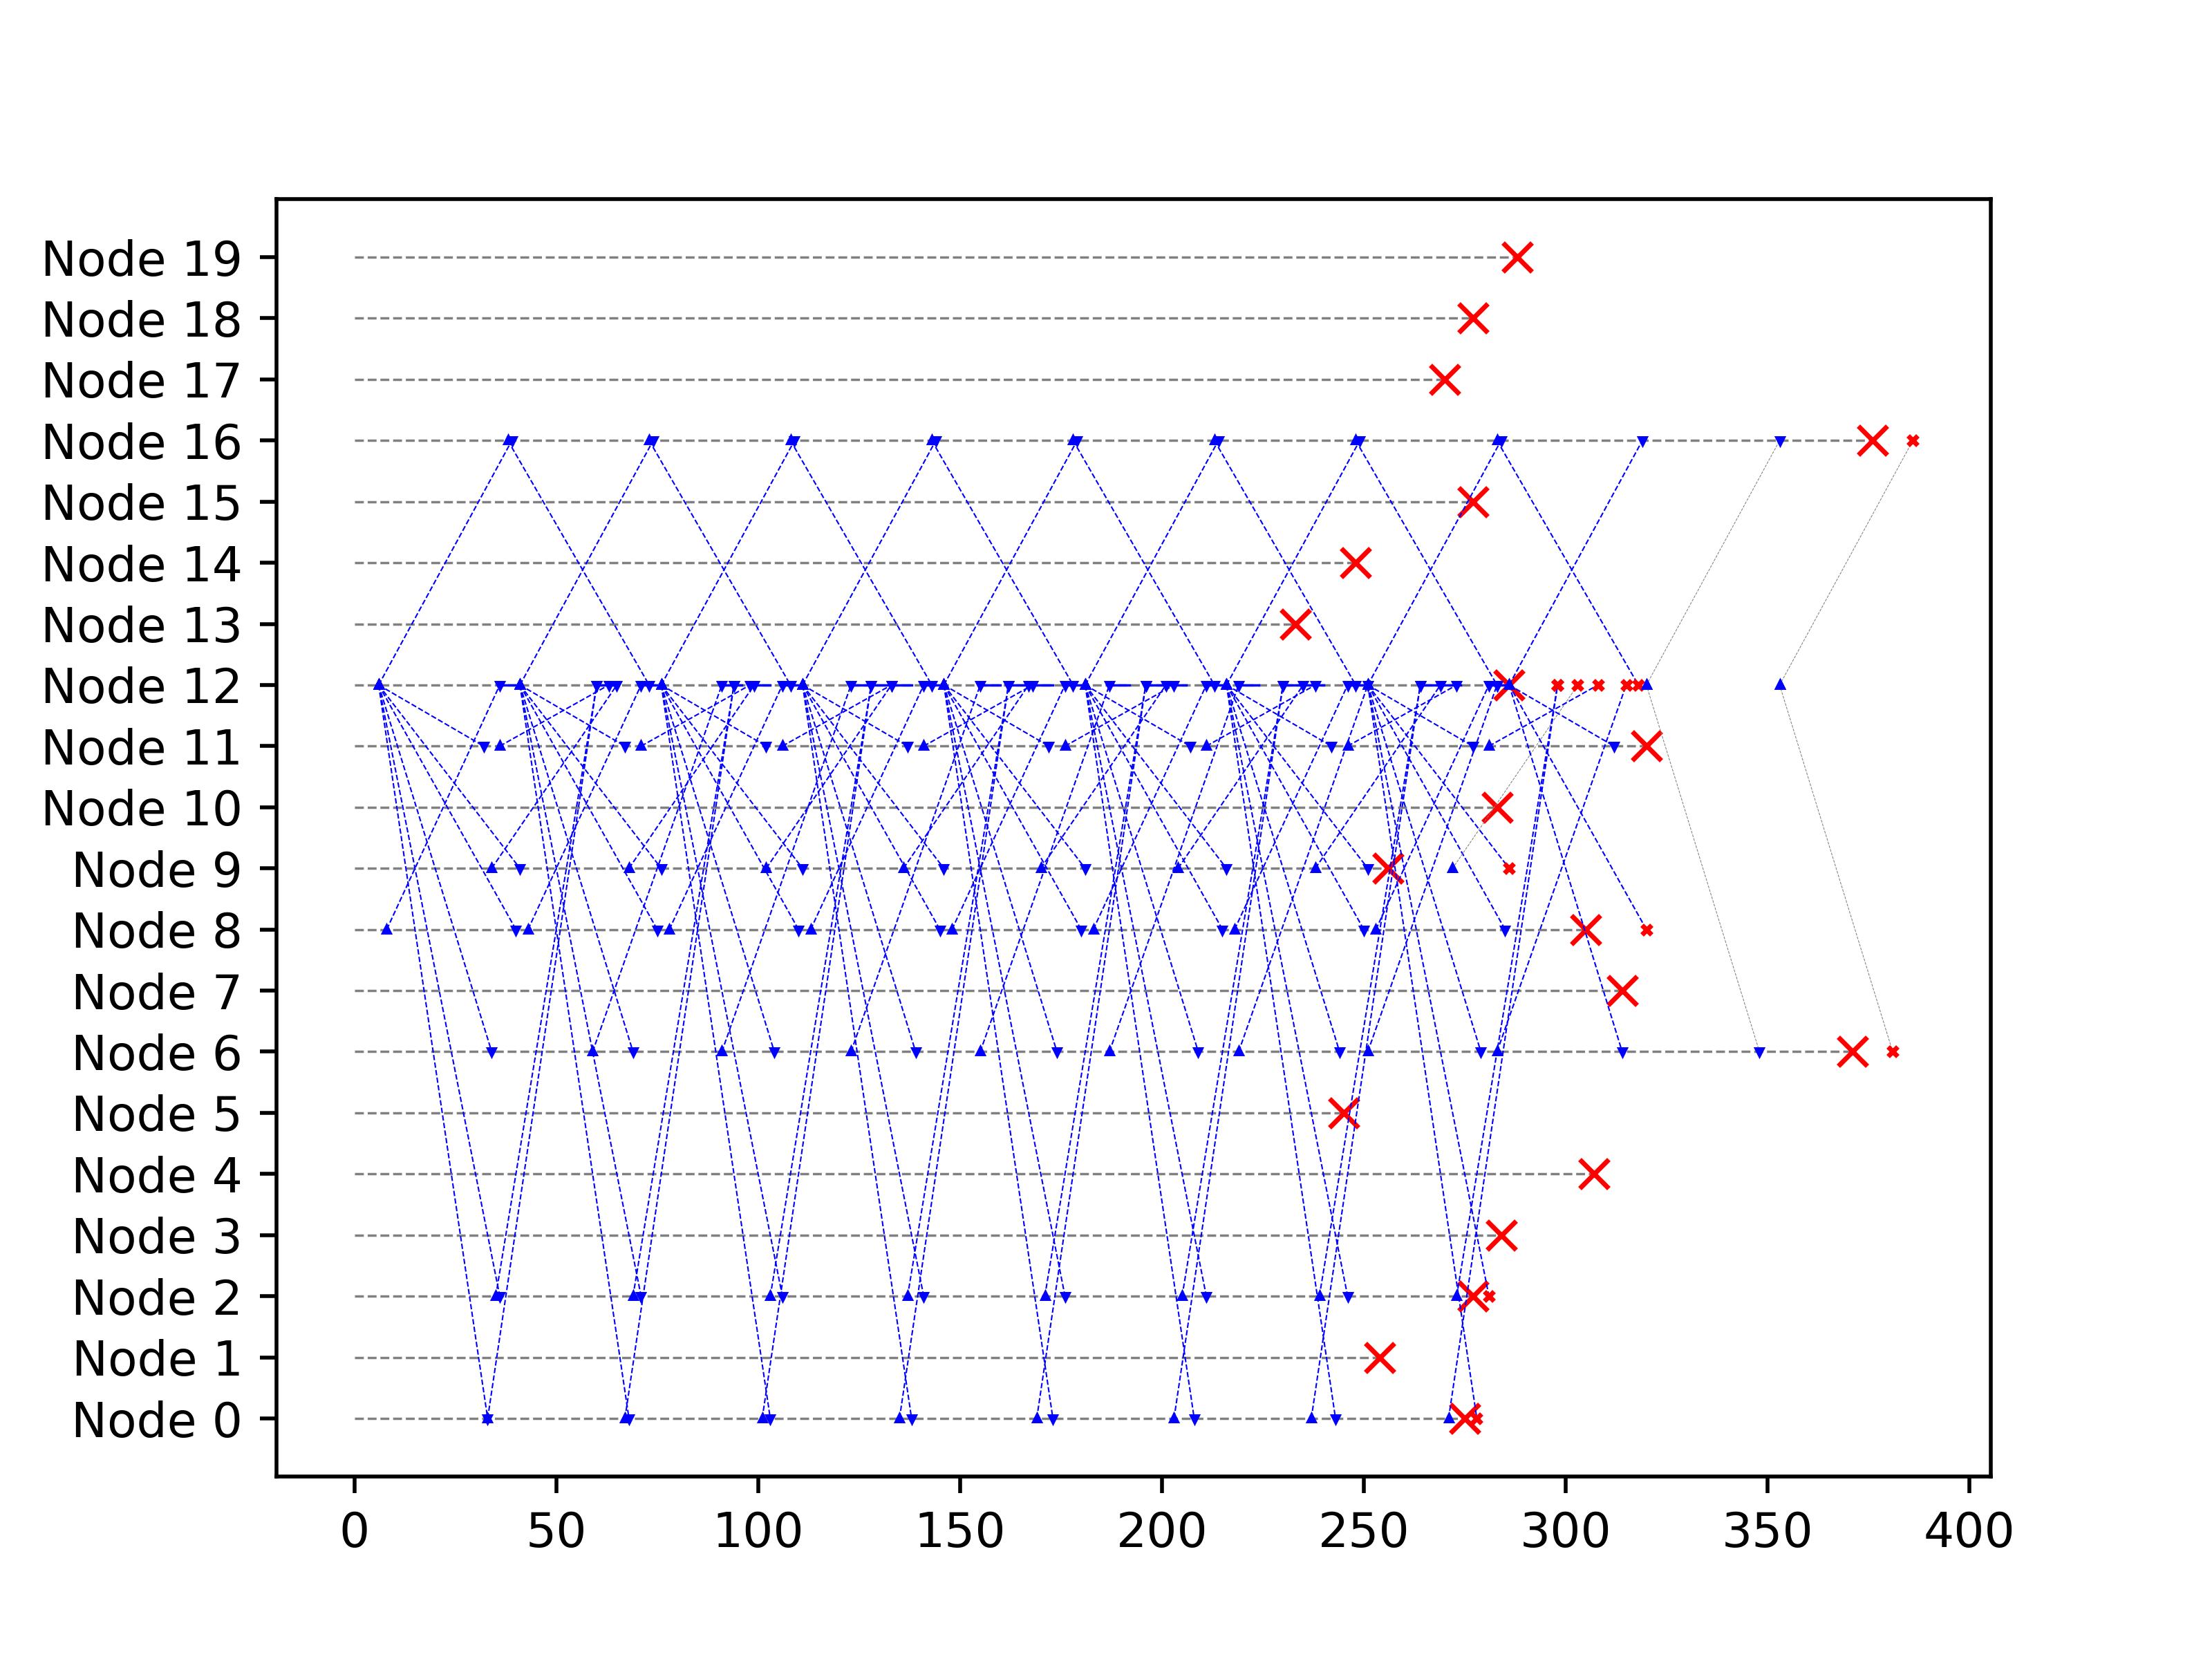 Node 19
Node 18
Node 17
Node 16
Node 15
Node 14
Node 13
Node 12
Node 11
Node 10
Node 9
Node 8
Node 7
Node 6
Node 5
Node 4
Node 3
Node 2
Node 1
Node 0
0 50 100 150 200 250 300 350 400